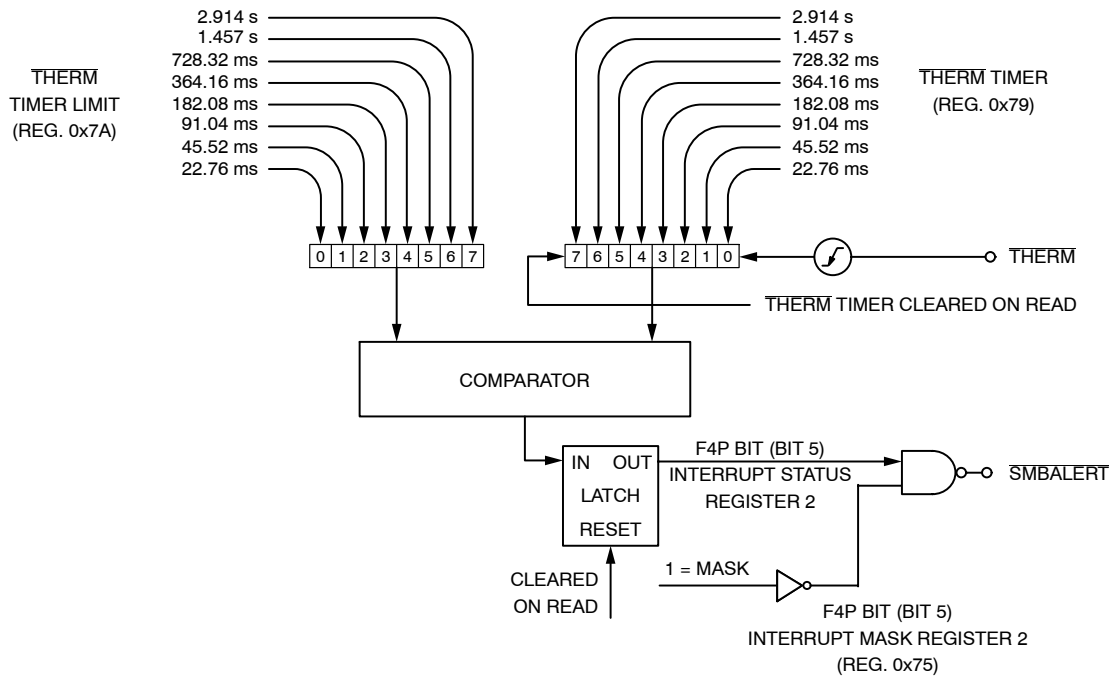 2.914 s
1.457 s
728.32 ms
364.16 ms
182.08 ms
91.04 ms
45.52 ms
22.76 ms
THERM
TIMER LIMIT
(REG. 0x7A)
2.914 s
1.457 s
728.32 ms
364.16 ms
182.08 ms
91.04 ms
45.52 ms
22.76 ms
THERM TIMER
(REG. 0x79)
0 1 2 3 4 5 6 7
7 6 5 4 3 2 1 0
THERM
THERM TIMER CLEARED ON READ
COMPARATOR
IN OUT
LATCH
RESET
F4P BIT (BIT 5)
INTERRUPT STATUS
REGISTER 2
SMBALERT
CLEARED
ON READ
1 = MASK
F4P BIT (BIT 5)
INTERRUPT MASK REGISTER 2
(REG. 0x75)